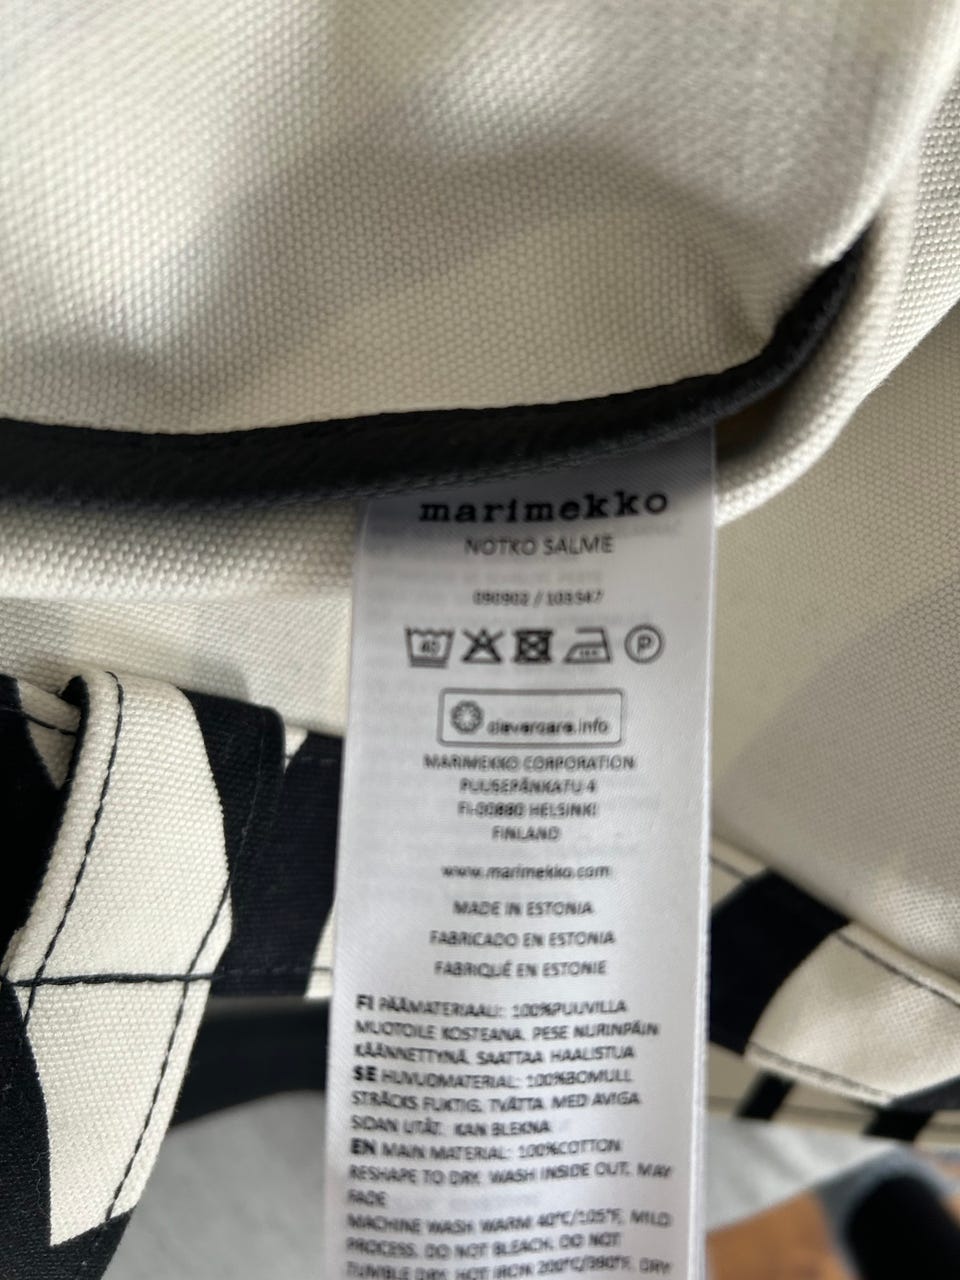 marimekko
NOTKO SALME
090902 / 103347
40
P
clevercare.info
MARIMEKKO CORPORATION
PUUSEPÄNKATU 4
FI-00880 HELSINKI
FINLAND
www.marimekko.com
MADE IN ESTONIA
FABRICADO EN ESTONIA
FABRIQUÉ EN ESTONIE
FI PÄÄMATERIAALI: 100%PUUVILLA
MUOTOILE KOSTEANA. PESE NURINPÄIN
KÄÄNNETTYNÄ. SAATTAA HAALISTUA
SE HUVUDMATERIAL: 100%BOMULL
STRÄCKS FUKTIG. TVÄTTA MED AVIGA
SIDAN UTÅT. KAN BLEKNA
EN MAIN MATERIAL: 100%COTTON
RESHAPE TO DRY. WASH INSIDE OUT. MAY
FADE
MACHINE WASH WARM 40°C/105°F, MILD
PROCESS. DO NOT BLEACH. DO NOT
TUMBLE DRY. HOT IRON 200°C/390°F. DRY